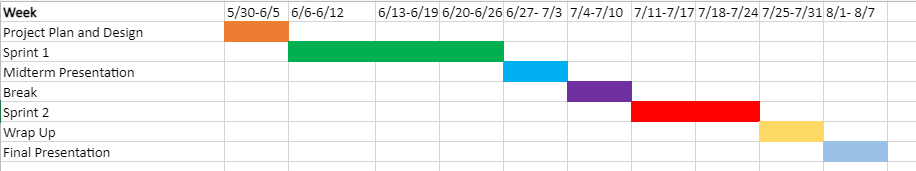 Week 5/30-6/5 6/6-6/12 6/13-6/19 6/20-6/26 6/27- 7/3 7/4-7/10 7/11-7/17 7/18-7/24 7/25-7/31 8/1- 8/7
Project Plan and Design
Sprint 1
Midterm Presentation
Break
Sprint 2
Wrap Up
Final Presentation